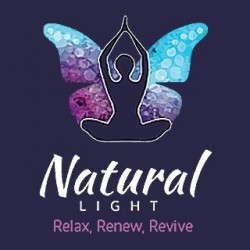 Natural
LIGHT
Relax, Renew, Revive